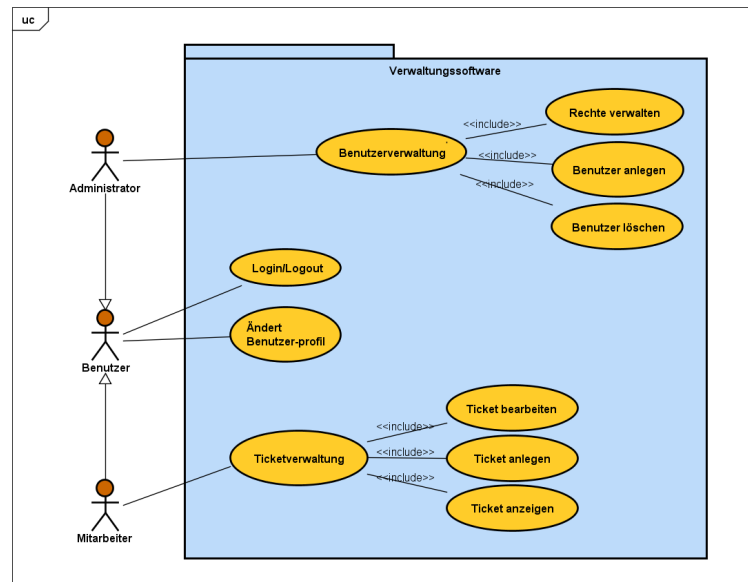 uc
Verwaltungssoftware
Rechte verwalten
<<include>>
Benutzerverwaltung
<<include>>
Benutzer anlegen
<<include>>
Administrator
Benutzer löschen
Login/Logout
Ändert
Benutzer-profil
Benutzer
Ticket bearbeiten
<<include>>
Ticketverwaltung
<<include>>
Ticket anlegen
<<include>>
Ticket anzeigen
Mitarbeiter